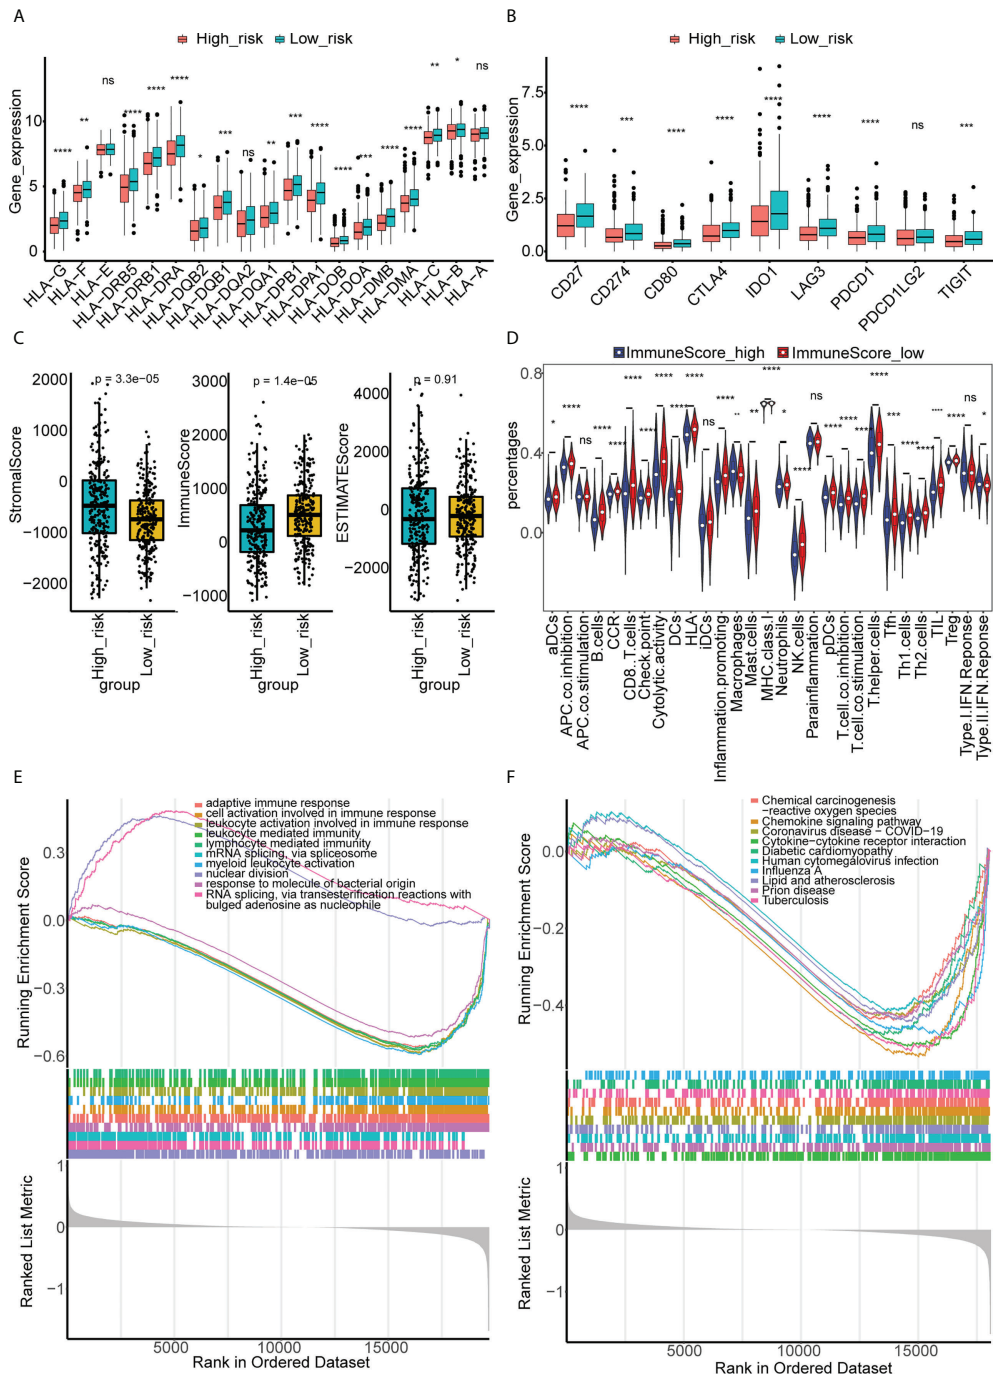 A
High_risk Low_risk
Gene_expression
10
5
0
**** ** ns **** **** **** * *** ns ** *** **** **** *** **** **** ** * ns
HLA−G
HLA−F
HLA−E
HLA−DRB5
HLA−DRB1
HLA−DRA
HLA−DQB2
HLA−DQB1
HLA−DQA2
HLA−DQA1
HLA−DPB1
HLA−DPA1
HLA−DOB
HLA−DOA
HLA−DMB
HLA−DMA
HLA−C
HLA−B
HLA−A
B
High_risk Low_risk
Gene_expression
7.5
5.0
2.5
0.0
**** *** **** **** **** **** **** ns ***
CD27
CD274
CD80
CTLA4
IDO1
LAG3
PDCD1
PDCD1LG2
TIGIT
C
StromalScore
2000
1000
0
−1000
−2000
p = 3.3e−05
High_risk
Low_risk
group
ImmuneScore
3000
2000
1000
0
−1000
p = 1.4e−05
High_risk
Low_risk
group
ESTIMATEScore
4000
2000
0
−2000
p = 0.91
High_risk
Low_risk
group
D
ImmuneScore_high ImmuneScore_low
percentages
0.8
0.4
0.0
* **** ns **** **** **** **** **** **** **** ns **** ** ** **** * **** ns **** **** **** **** *** **** **** **** **** ns *
aDCs
APC.co.inhibition
APC.co.stimulation
B.cells
CCR
CD8..T.cells
Check.point
Cytolytic.activity
DCs
HLA
iDCs
Inflammation.promoting
Macrophages
Mast.cells
MHC.class.I
Neutrophils
NK.cells
Parainflammation
pDCs
T.cell.co.inhibition
T.cell.co.stimulation
T.helper.cells
Tfh
Th1.cells
Th2.cells
TIL
Treg
Type.I.IFN.Reponse
Type.II.IFN.Reponse
E
Running Enrichment Score
0.3
0.0
−0.3
−0.6
adaptive immune response
cell activation involved in immune response
leukocyte activation involved in immune response
leukocyte mediated immunity
lymphocyte mediated immunity
mRNA splicing, via spliceosome
myeloid leukocyte activation
nuclear division
response to molecule of bacterial origin
RNA splicing, via transesterification reactions with
bulged adenosine as nucleophile
Ranked List Metric
1
0
−1
5000 10000 15000
Rank in Ordered Dataset
F
Running Enrichment Score
0.0
−0.2
−0.4
Chemical carcinogenesis
−reactive oxygen species
Chemokine signaling pathway
Coronavirus disease − COVID−19
Cytokine−cytokine receptor interaction
Diabetic cardiomyopathy
Human cytomegalovirus infection
Influenza A
Lipid and atherosclerosis
Prion disease
Tuberculosis
Ranked List Metric
1
0
−1
5000 10000 15000
Rank in Ordered Dataset